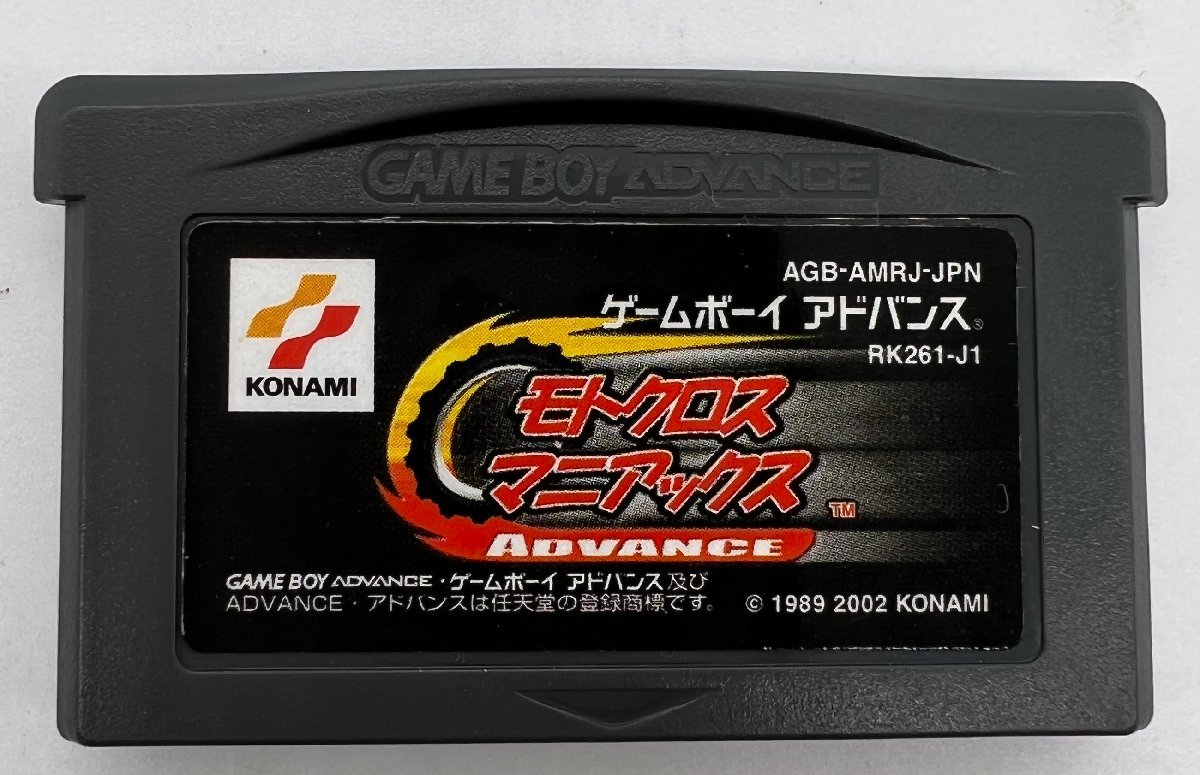 GAME BOY ADVANCE
AGB-AMRJ-JPN
ゲームボーイ アドバンス®
RK261-J1
KONAMI
モトクロス
マニアックス™
ADVANCE
GAME BOY ADVANCE・ゲームボーイ アドバンス及び
ADVANCE・アドバンスは任天堂の登録商標です。
© 1989 2002 KONAMI